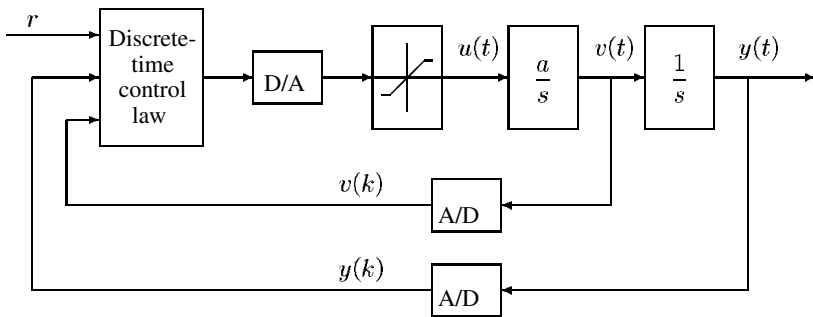 r
Discrete-
time
control
law
D/A
u(t)
a
s
v(t)
1
s
y(t)
v(k)
A/D
y(k)
A/D